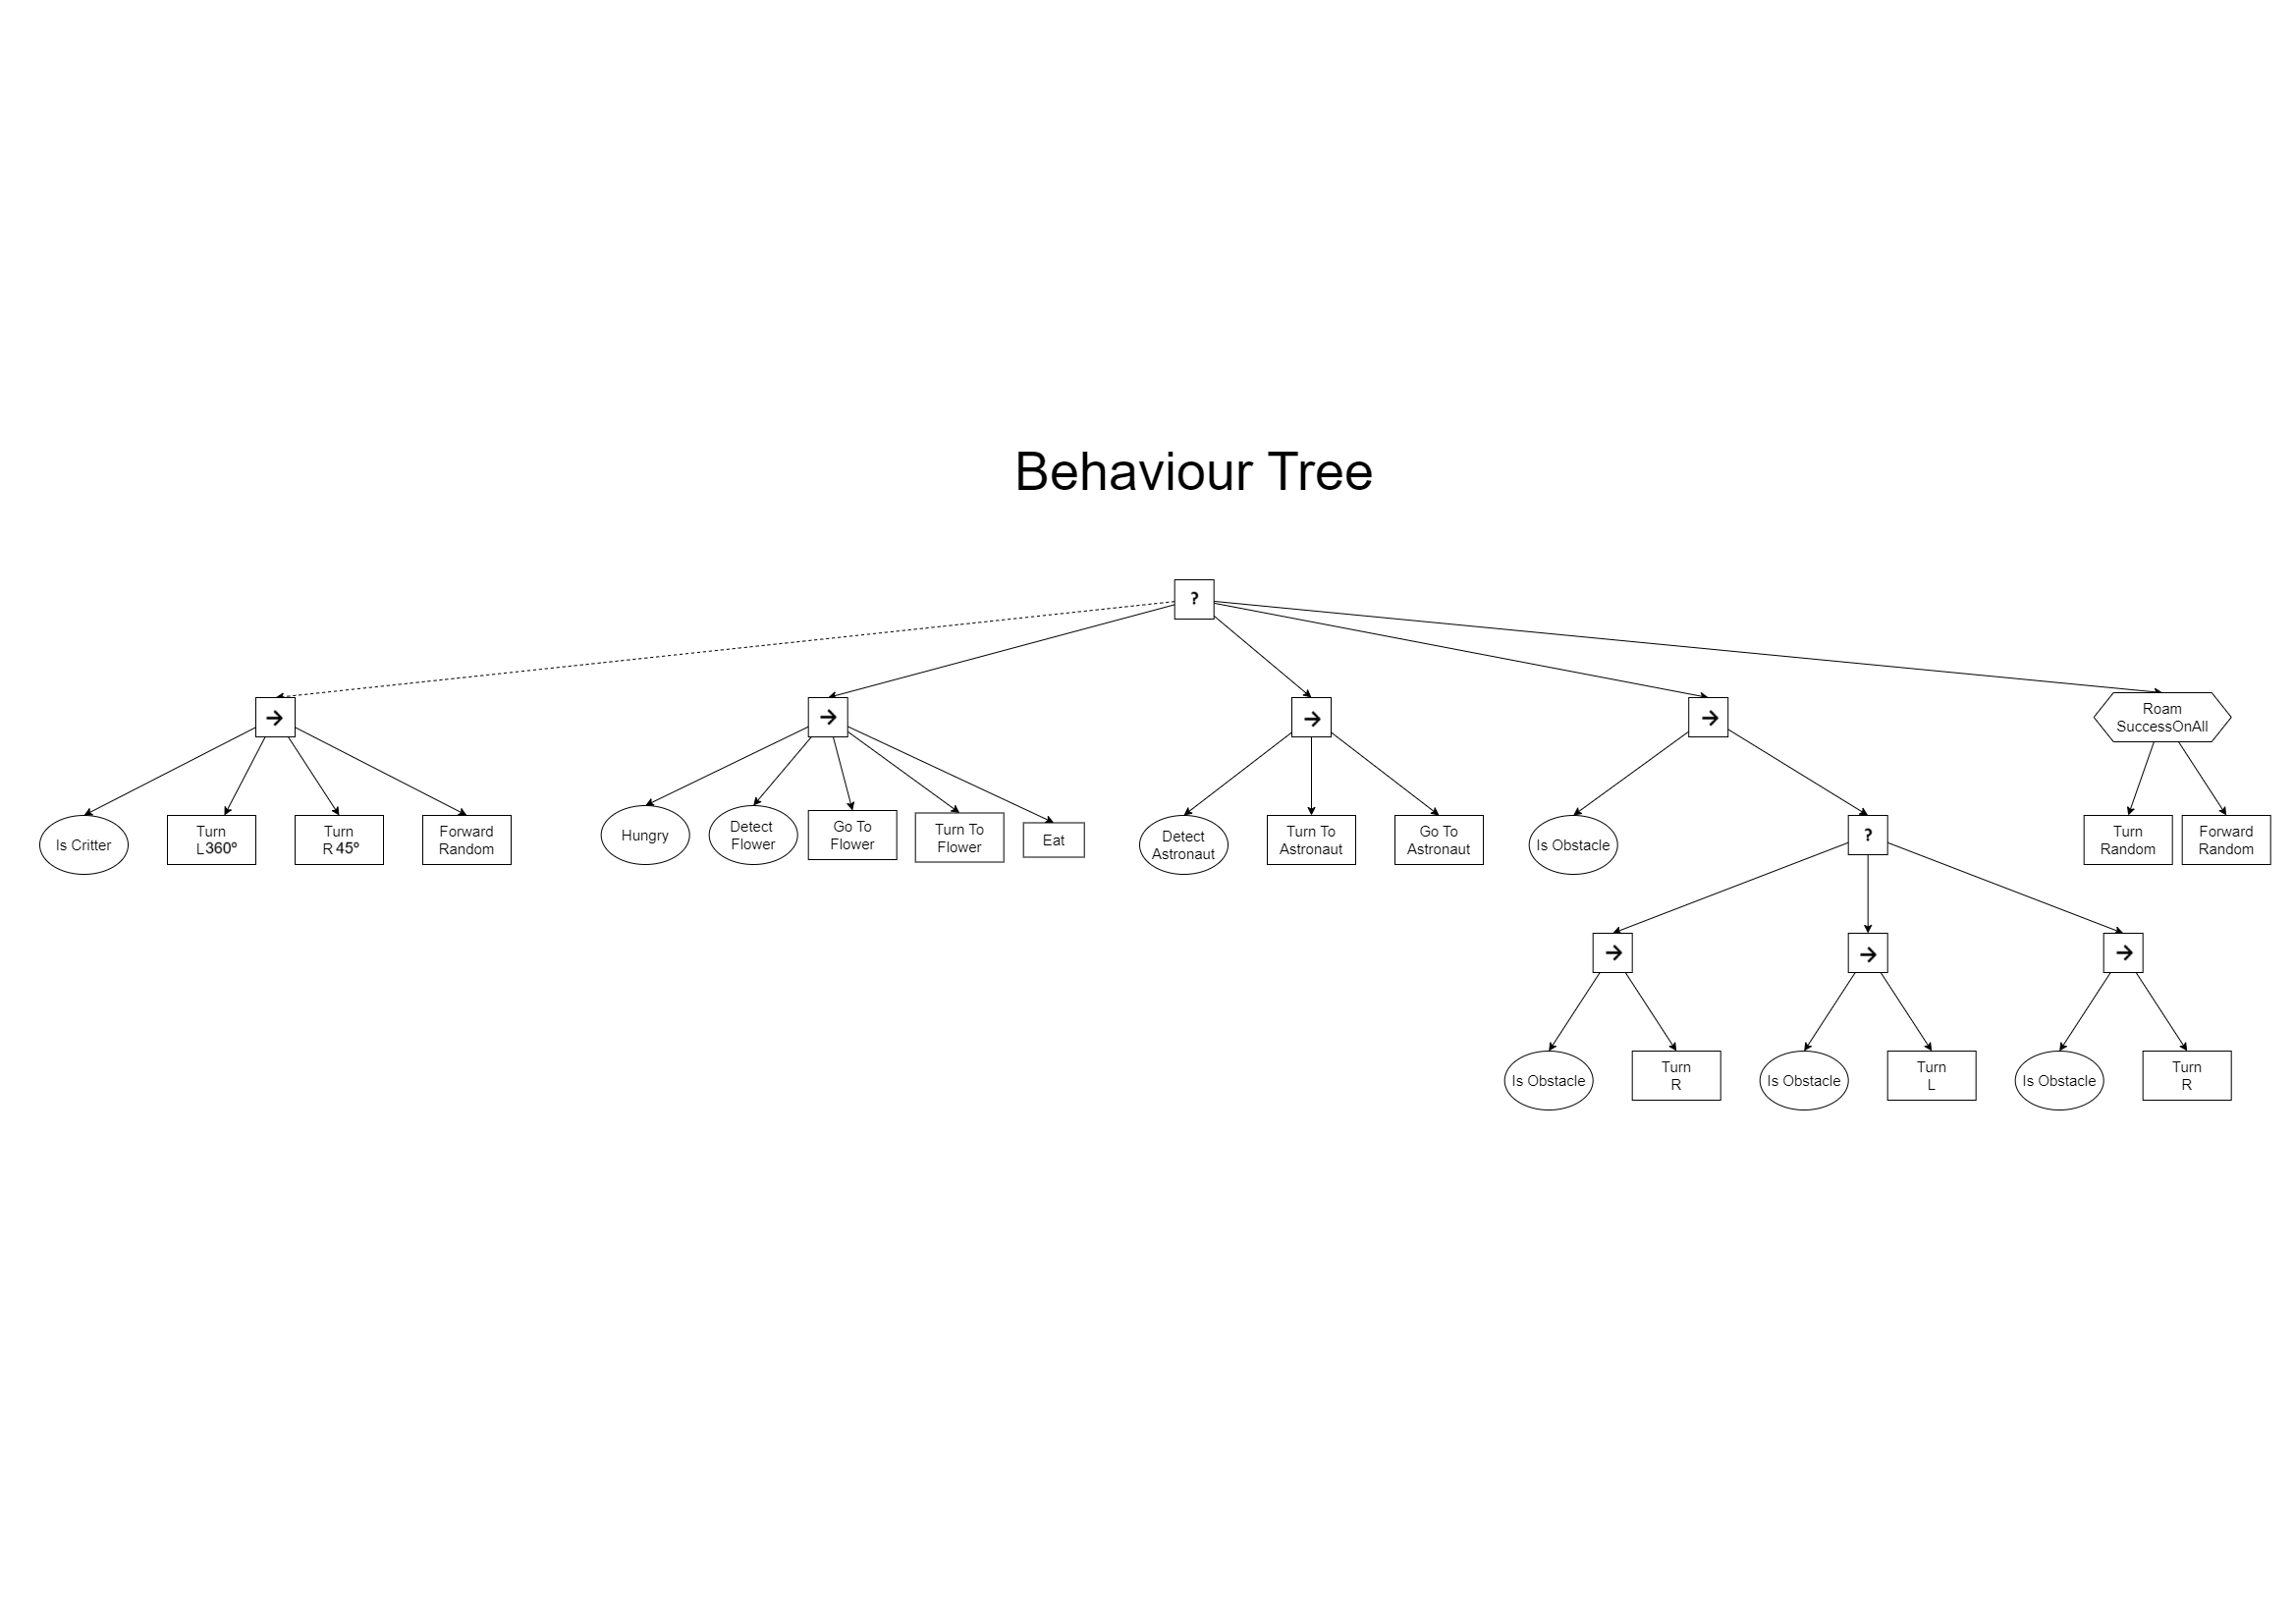 Behaviour Tree
?
→
→
→
→
Roam
SuccessOnAll
Is Critter
Turn
L 360º
Turn
R 45º
Forward
Random
Hungry
Detect
Flower
Go To
Flower
Turn To
Flower
Eat
Detect
Astronaut
Turn To
Astronaut
Go To
Astronaut
Is Obstacle
?
Turn
Random
Forward
Random
→
→
→
Is Obstacle
Turn
R
Is Obstacle
Turn
L
Is Obstacle
Turn
R